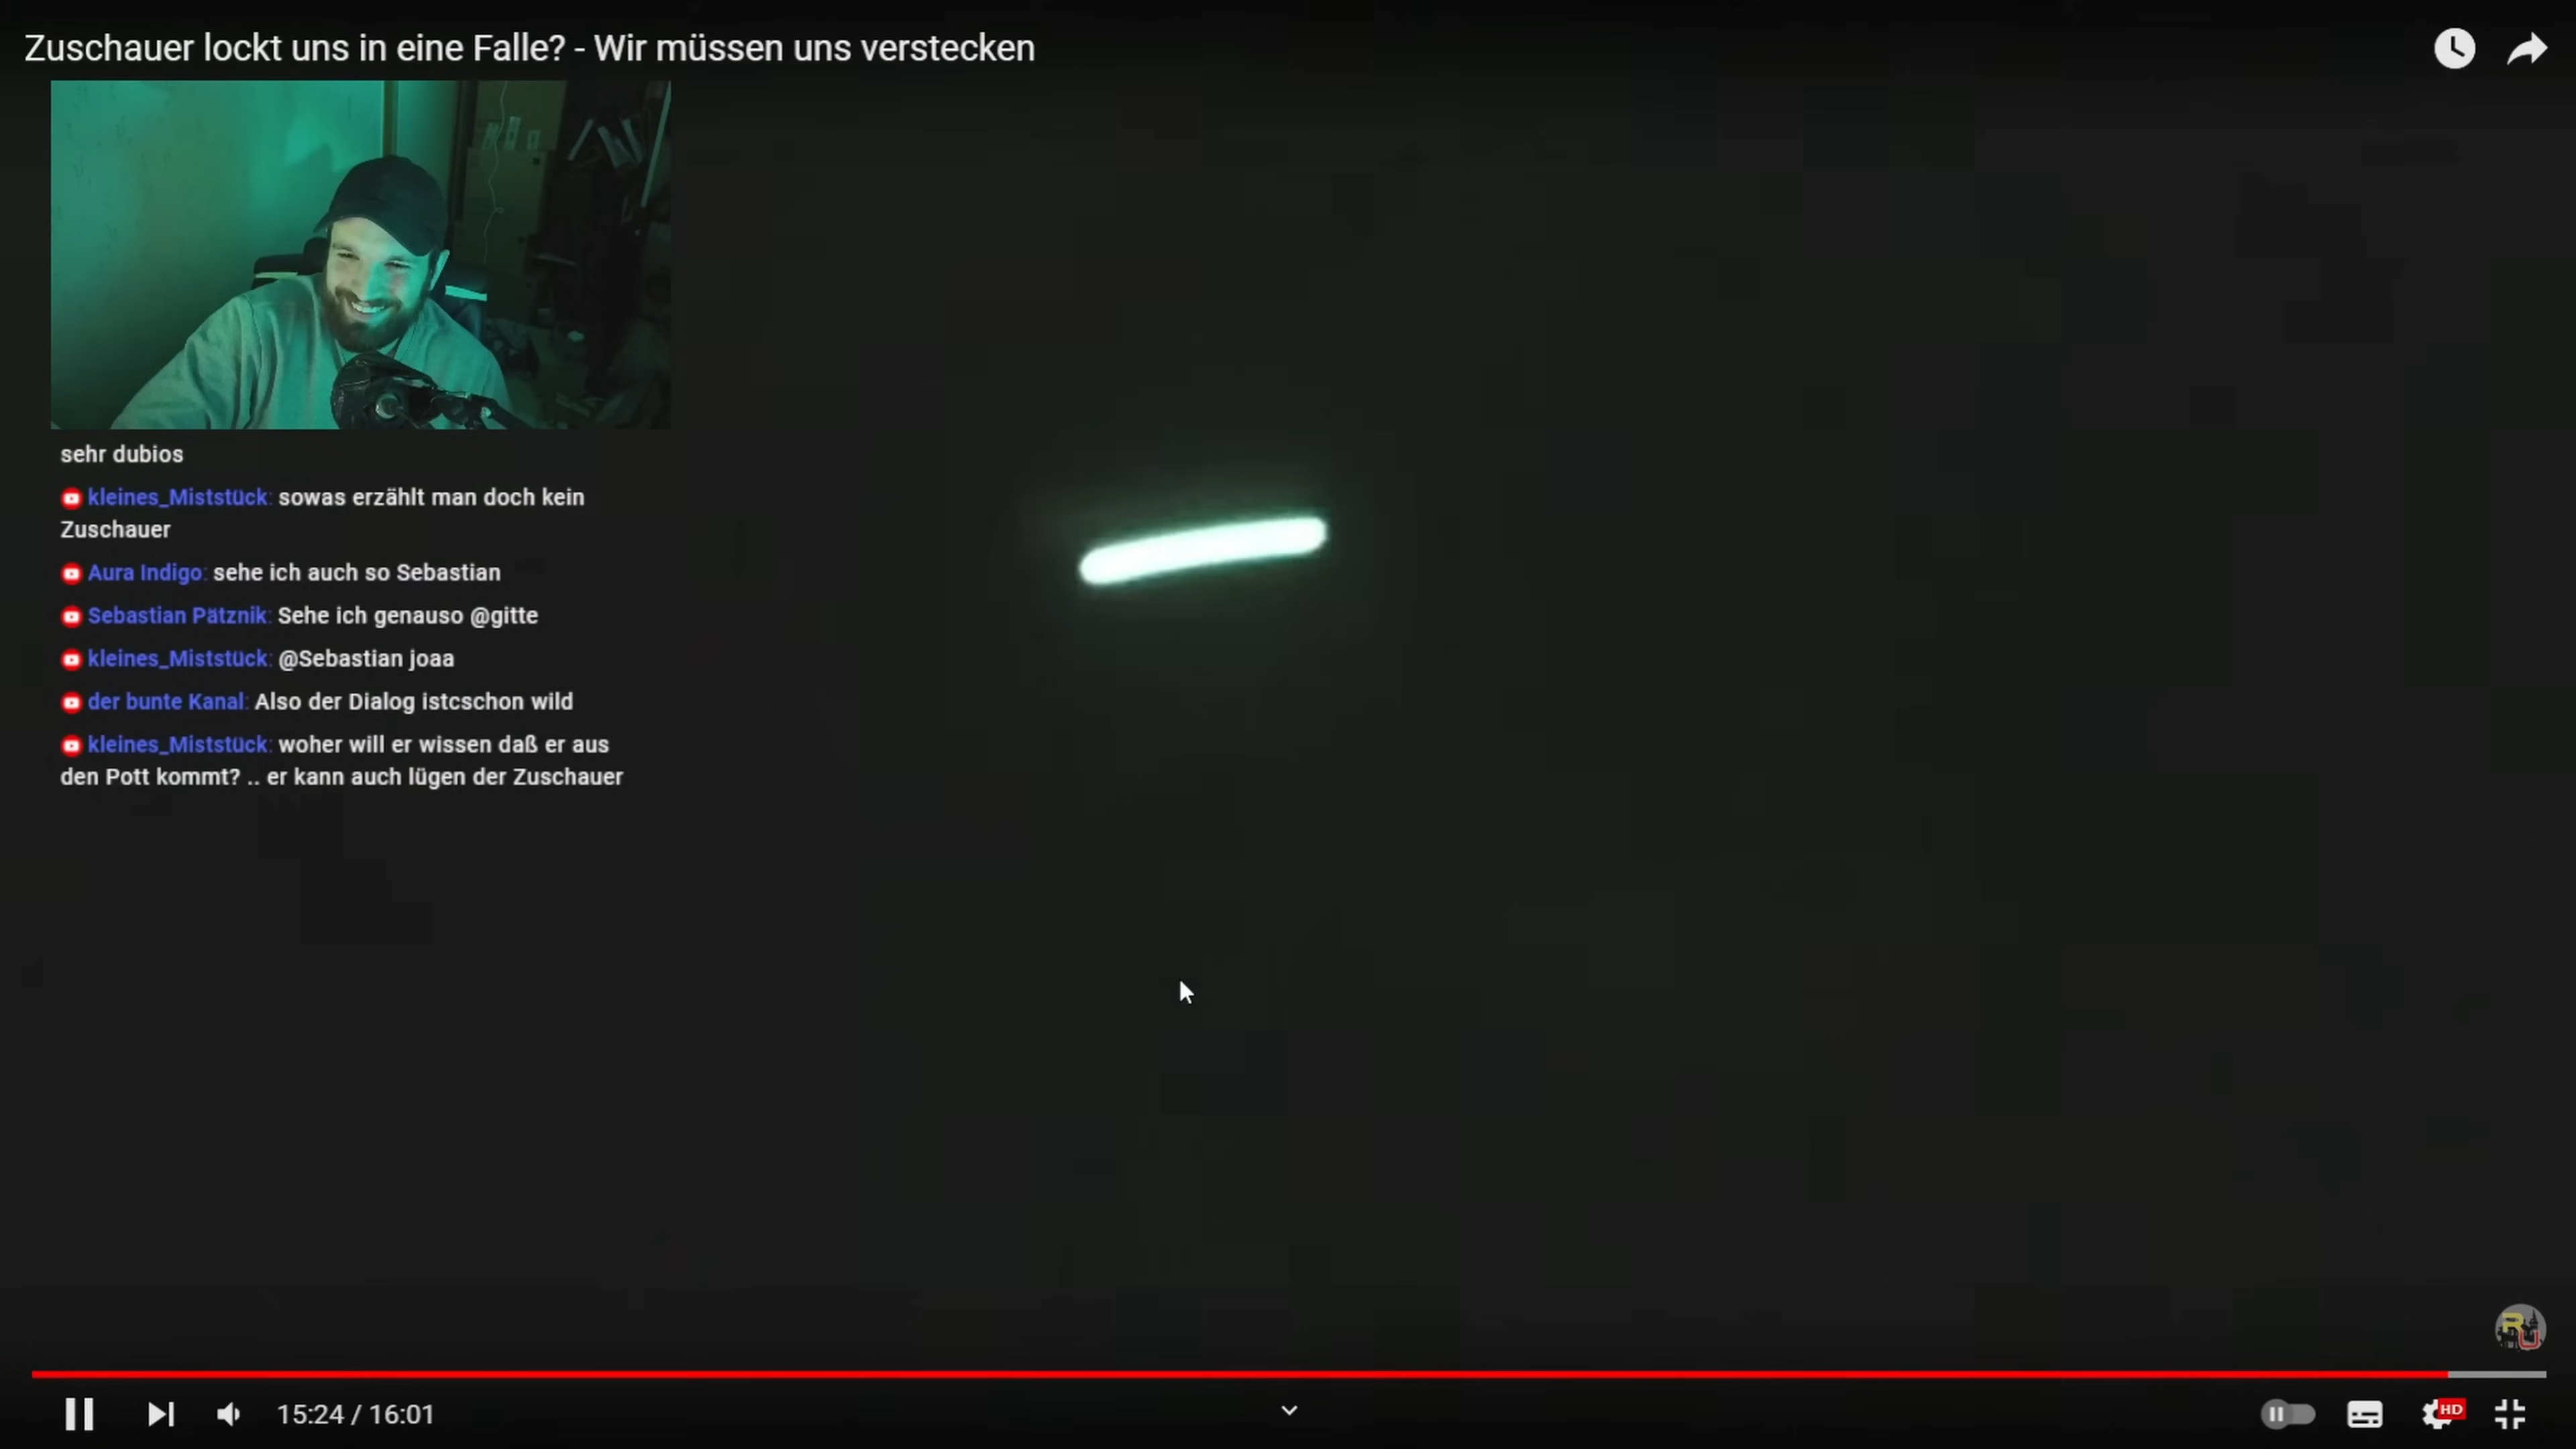 Zuschauer lockt uns in eine Falle? - Wir müssen uns verstecken
sehr dubios
kleines_Miststück: sowas erzählt man doch kein
Zuschauer
Aura Indigo: sehe ich auch so Sebastian
Sebastian Pätznik: Sehe ich genauso @gitte
kleines_Miststück: @Sebastian joaa
der bunte Kanal: Also der Dialog istcschon wild
kleines_Miststück: woher will er wissen daß er aus
den Pott kommt? .. er kann auch lügen der Zuschauer
RU
15:24 / 16:01
HD